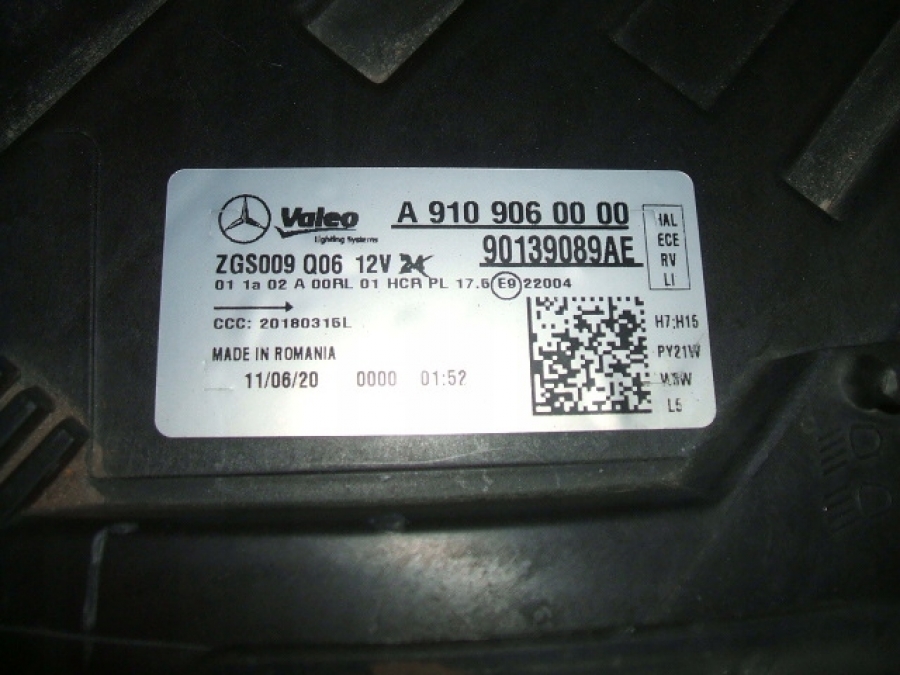 Valeo
Lighting Systems
A 910 906 00 00
90139089AE
HAL
ECE
RV
LI
ZGS009 Q06 12V
01 1a 02 A 00RL 01 HCR PL 17.5 E9 22004
CCC: 20180315L
MADE IN ROMANIA
11/06/20 0000 01:52
H7;H15
PY21W
W5W
L5